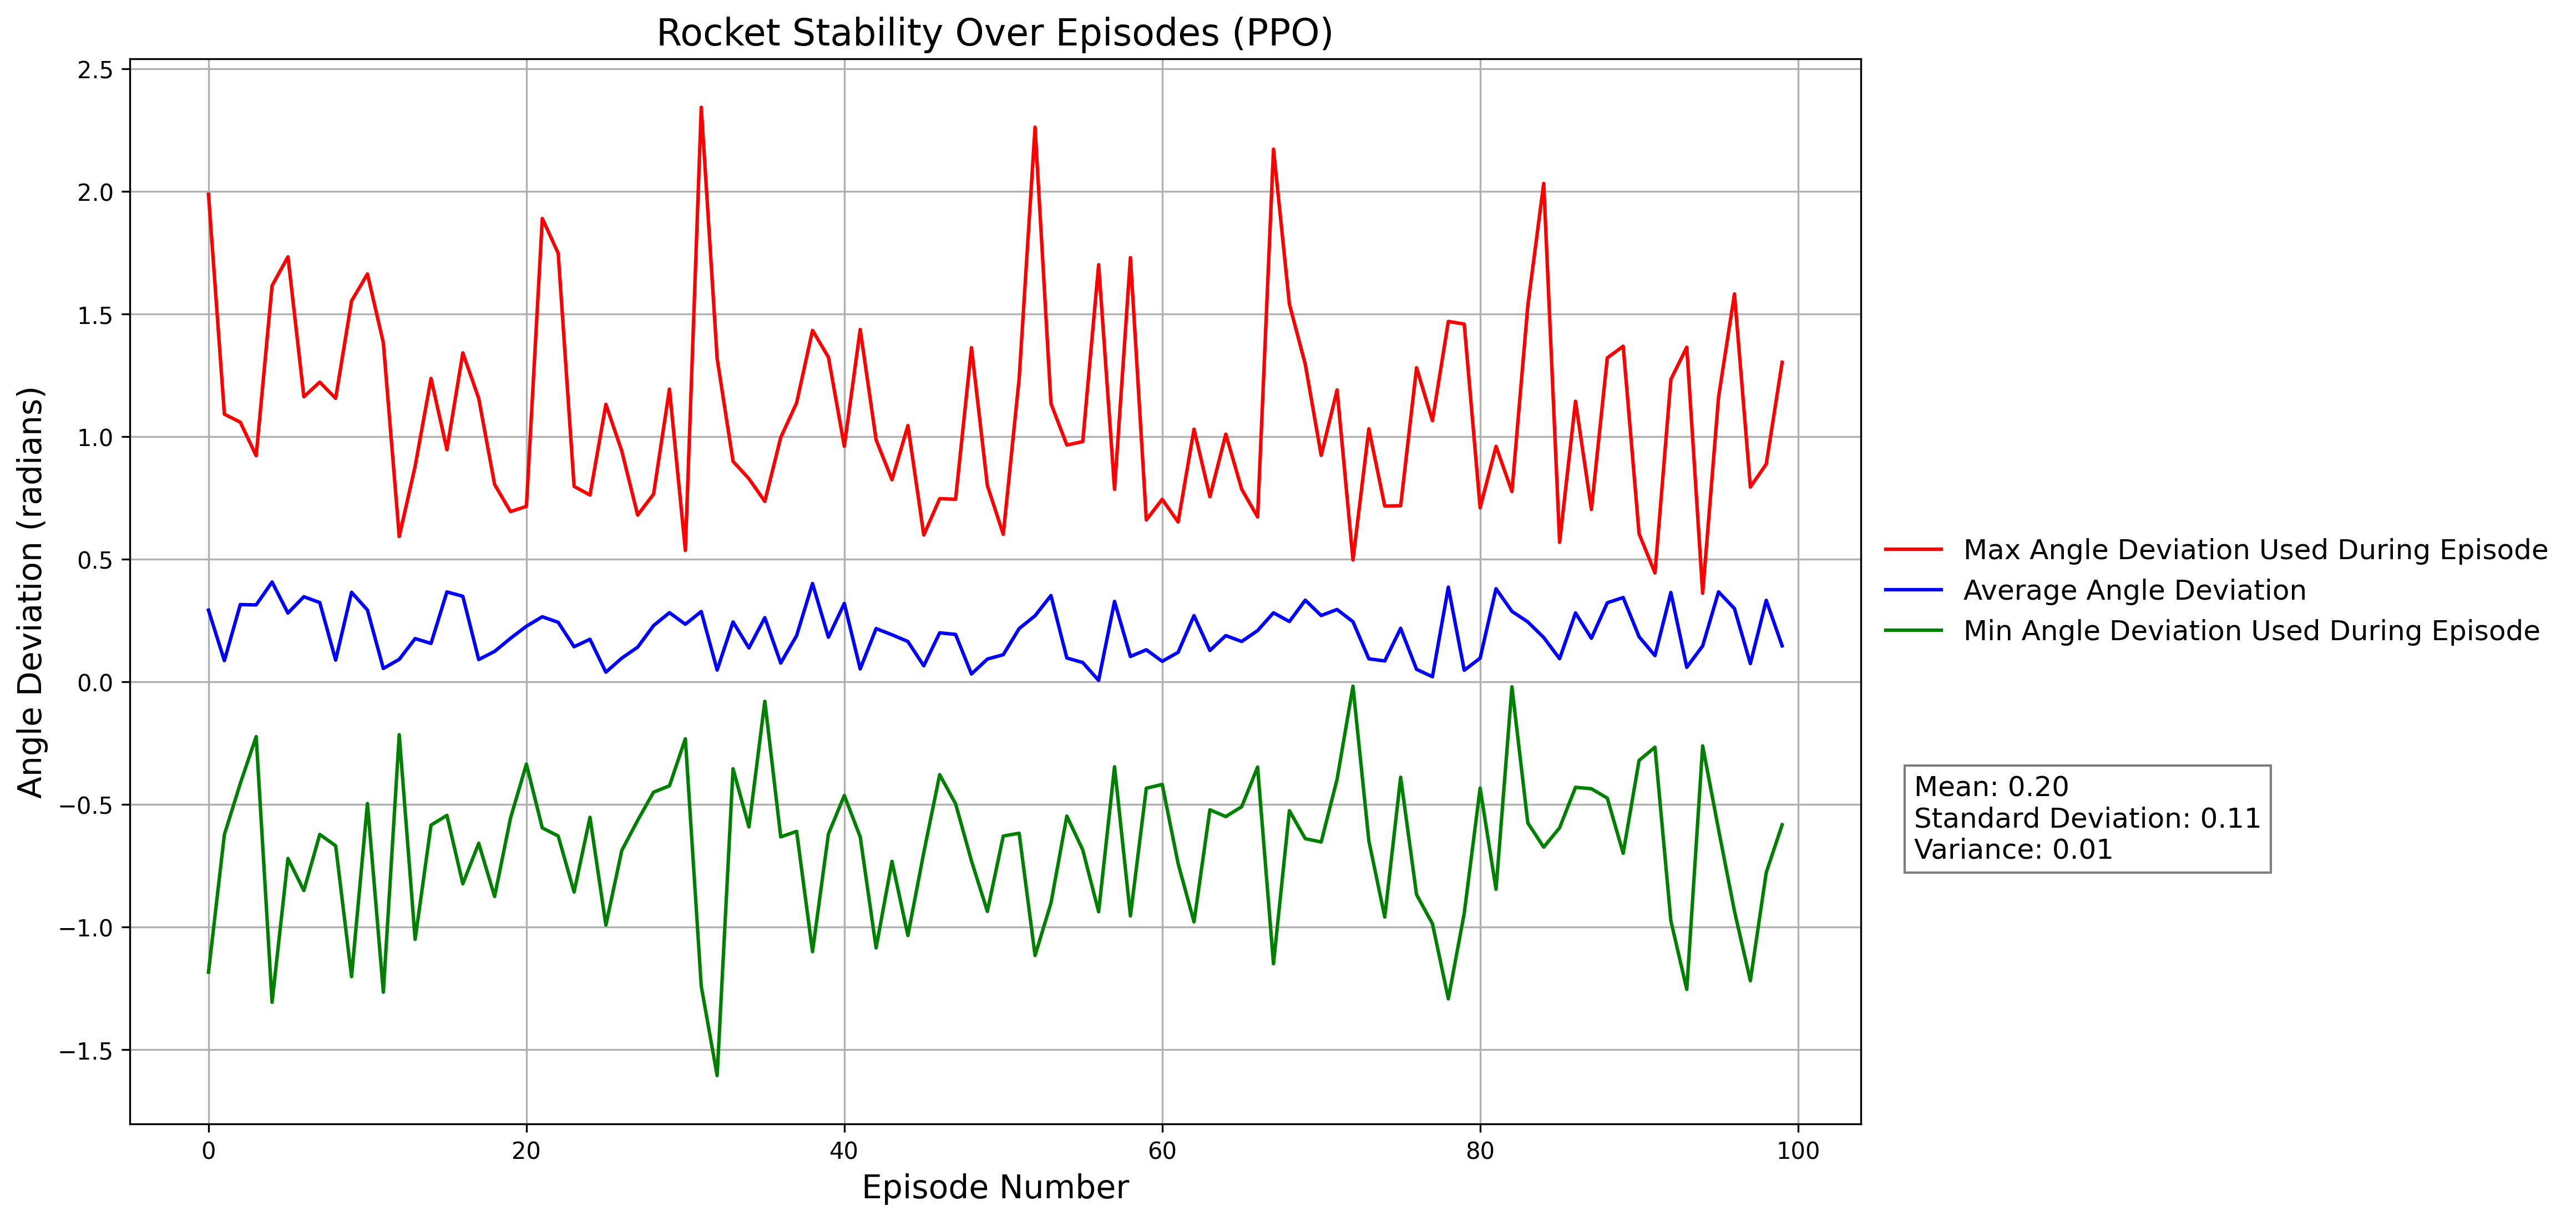 Rocket Stability Over Episodes (PPO)
2.5
2.0
1.5
1.0
0.5
0.0
−0.5
−1.0
−1.5
Angle Deviation (radians)
0 20 40 60 80 100
Episode Number
Max Angle Deviation Used During Episode
Average Angle Deviation
Min Angle Deviation Used During Episode
Mean: 0.20
Standard Deviation: 0.11
Variance: 0.01